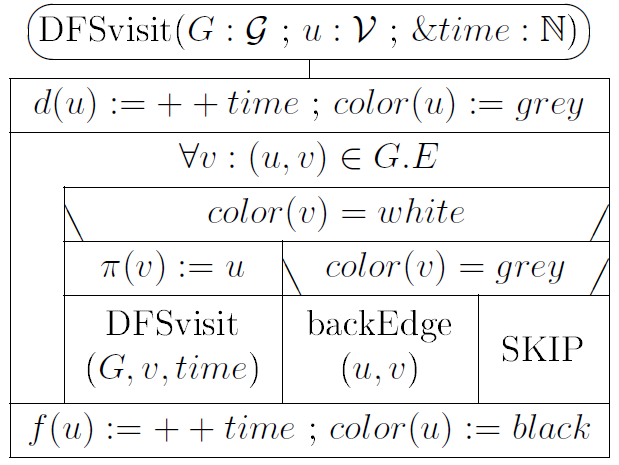 DFSvisit(G : 𝒢 ; u : 𝒱 ; &time : ℕ)
d(u) := + + time ; color(u) := grey
∀v : (u, v) ∈ G.E
color(v) = white
π(v) := u
color(v) = grey
DFSvisit
(G, v, time)
backEdge
(u, v)
SKIP
f(u) := + + time ; color(u) := black